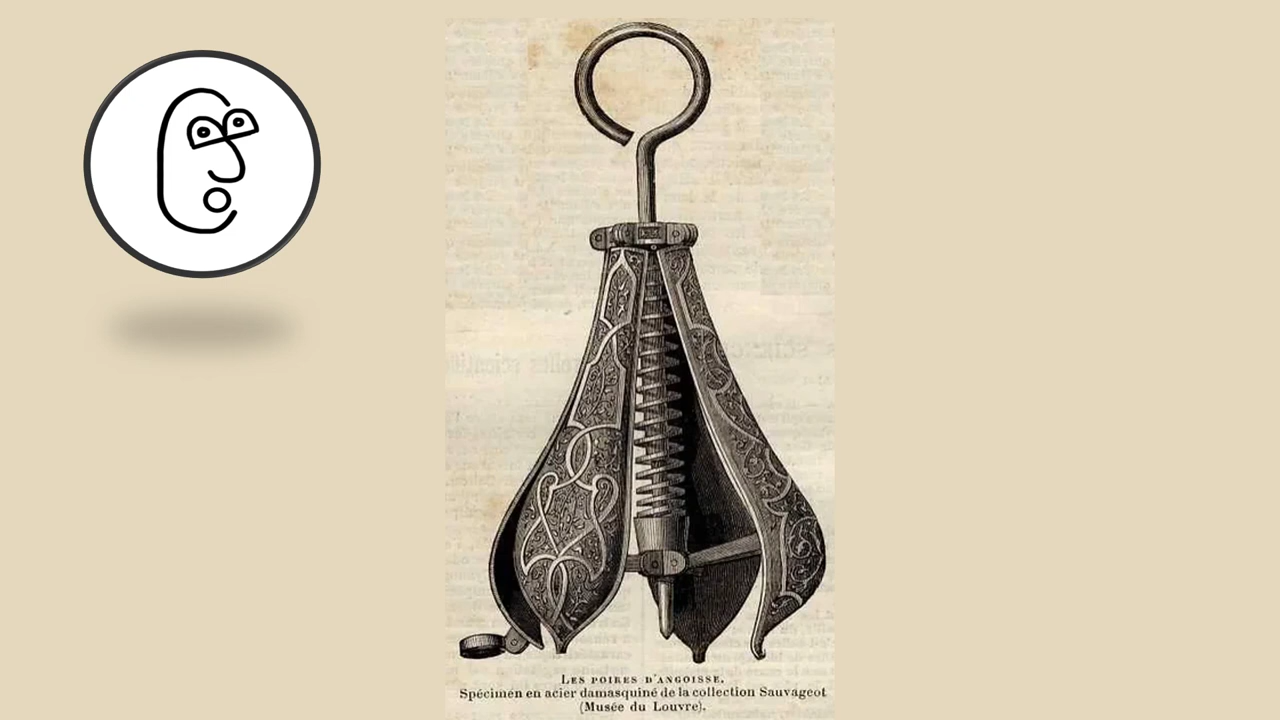 LES POIRES D'ANGOISSE.
Spécimen en acier damasquiné de la collection Sauvageot
(Musée du Louvre).